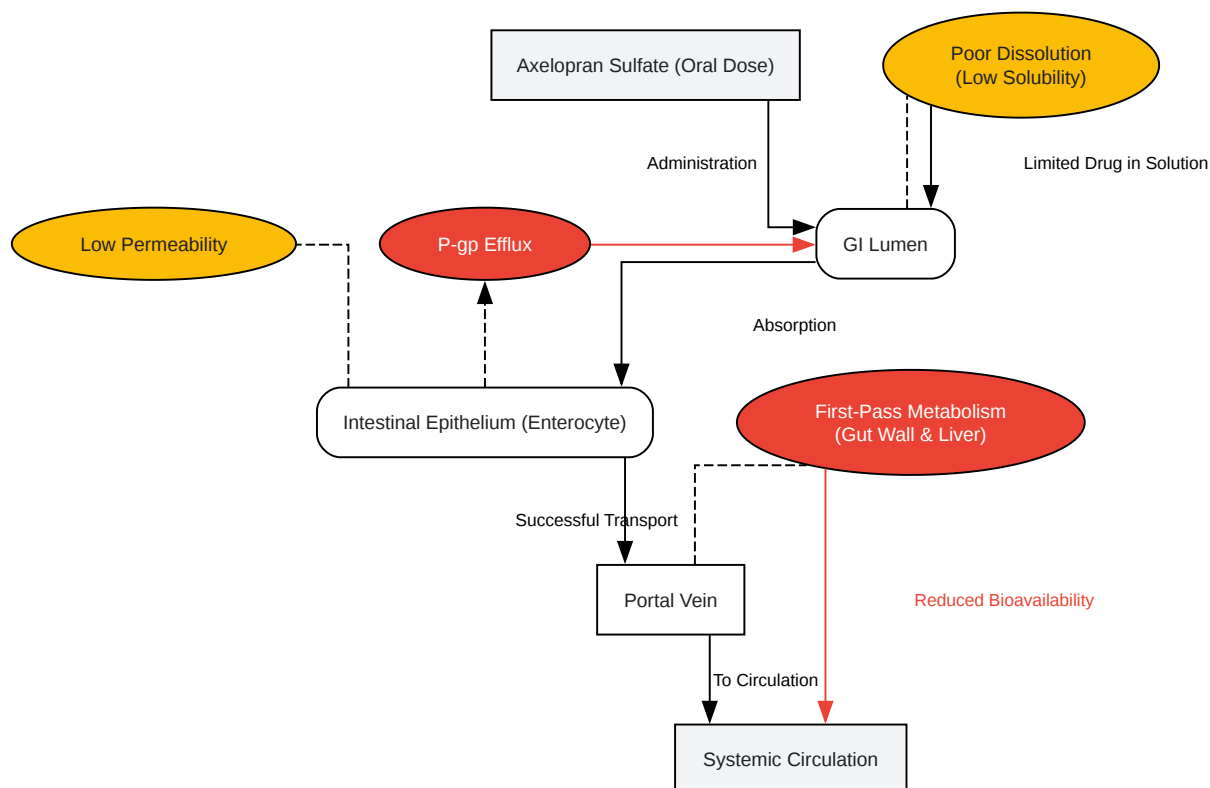 Axelopran Sulfate (Oral Dose)
Poor Dissolution
(Low Solubility)
Administration
Limited Drug in Solution
Low Permeability
P-gp Efflux
GI Lumen
Absorption
Intestinal Epithelium (Enterocyte)
First-Pass Metabolism
(Gut Wall & Liver)
Successful Transport
Portal Vein
Reduced Bioavailability
To Circulation
Systemic Circulation